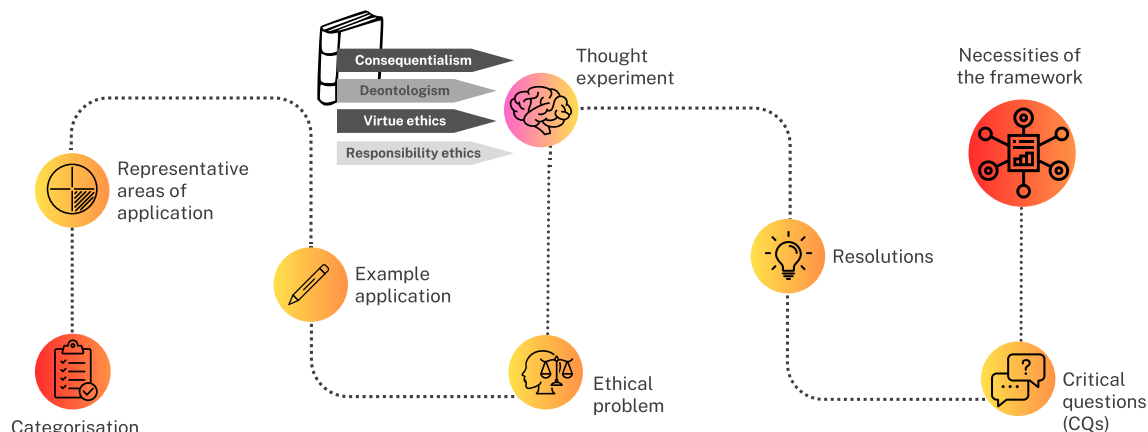 Consequentialism
Deontologism
Virtue ethics
Responsibility ethics
Thought
experiment
Necessities of
the framework
Representative
areas of
application
Example
application
Resolutions
Ethical
problem
Critical
questions
(CQs)
Categorisation
?